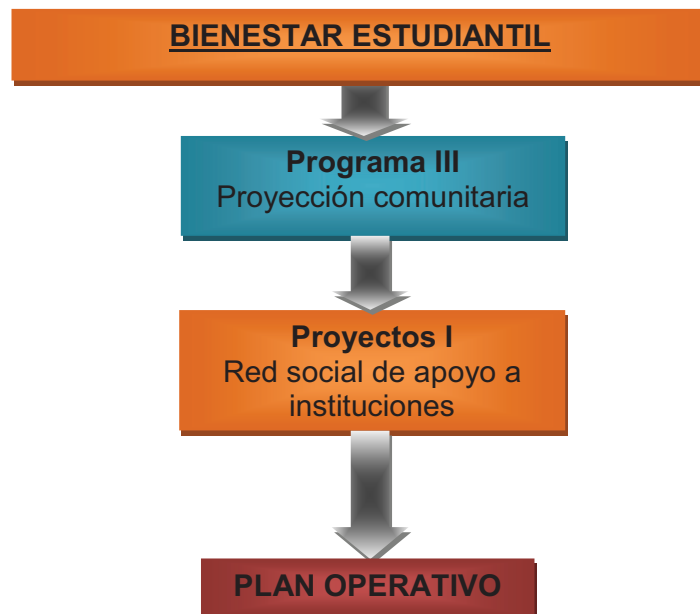 BIENESTAR ESTUDIANTIL
Programa III
Proyección comunitaria
Proyectos I
Red social de apoyo a
instituciones
PLAN OPERATIVO